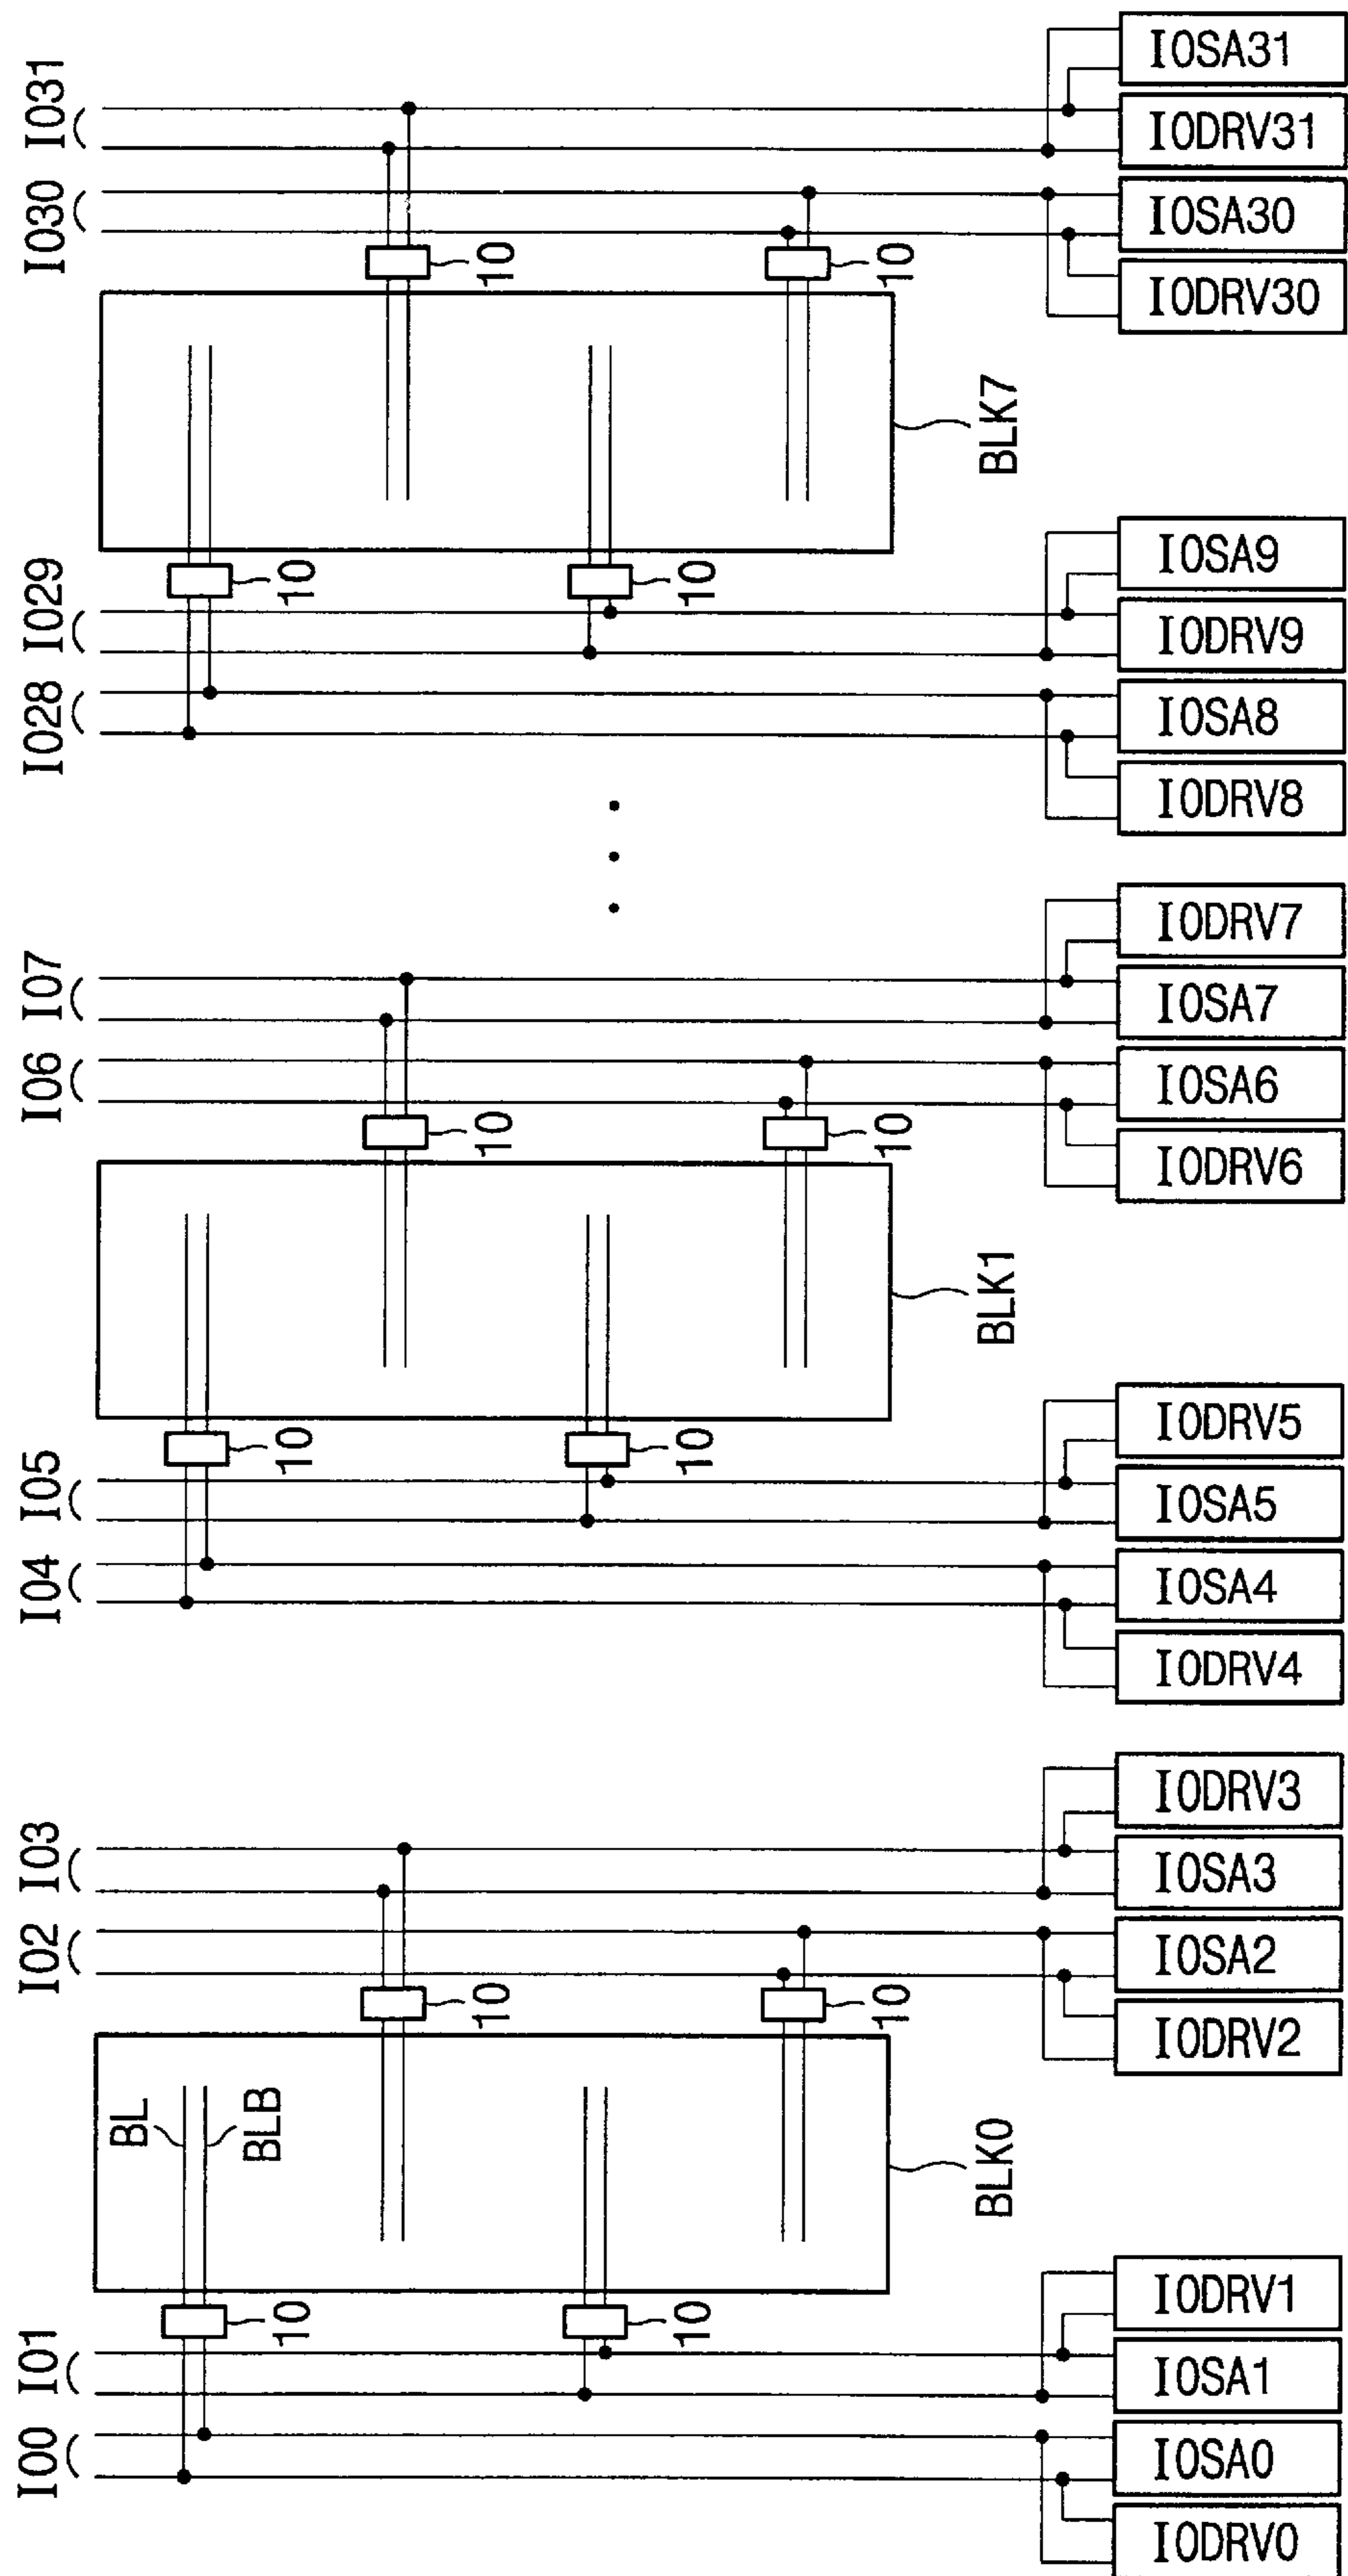 IO0
IO1
IO2
IO3
IO4
IO5
IO6
IO7
IO28
IO29
IO30
IO31
BL
BLB
10
10
10
10
10
10
10
10
10
10
10
10
BLK0
BLK1
BLK7
IODRV0
IOSA0
IOSA1
IODRV1
IODRV2
IOSA2
IOSA3
IODRV3
IODRV4
IOSA4
IOSA5
IODRV5
IODRV6
IOSA6
IOSA7
IODRV7
IODRV8
IOSA8
IODRV9
IOSA9
IODRV30
IOSA30
IODRV31
IOSA31